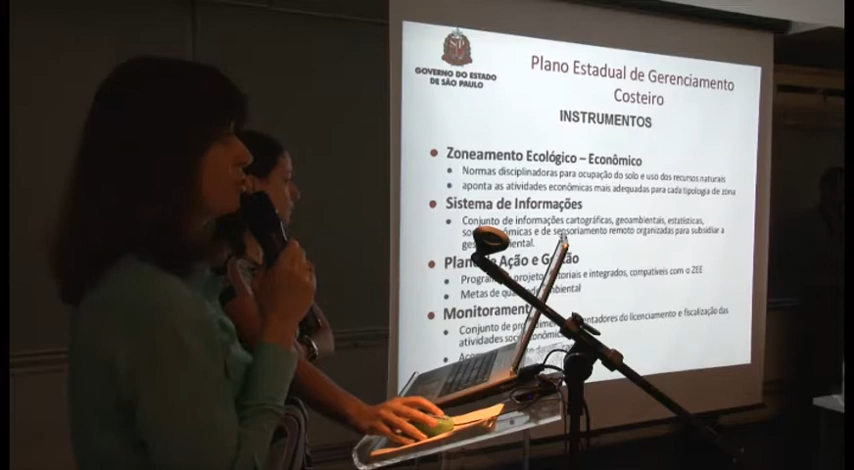 GOVERNO DO ESTADO
DE SÃO PAULO
Plano Estadual de Gerenciamento
Costeiro
INSTRUMENTOS
Zoneamento Ecológico – Econômico
Normas disciplinadoras para ocupação do solo e uso dos recursos naturais
aponta as atividades econômicas mais adequadas para cada tipologia de zona
Sistema de Informações
Conjunto de informações cartográficas, geoambientais, estatísticas,
e de sensoriamento remoto organizadas para subsidiar a
Ação e Gestão
e integrados, compatíveis com o ZEE
Metas de
Monitoramento
Conjunto de do licenciamento e fiscalização das
atividades